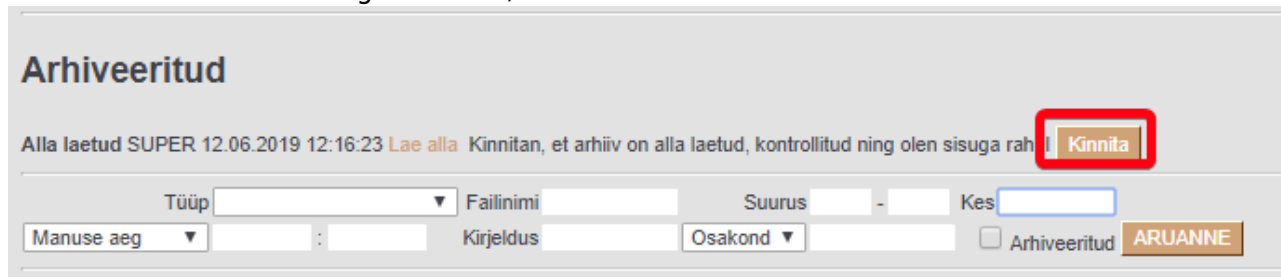 Arhiveeritud
Alla laetud SUPER 12.06.2019 12:16:23 Lae alla Kinnitan, et arhiiv on alla laetud, kontrollitud ning olen sisuga Kinnita
Tüüp Failinimi Suurus - Kes
Manuse aeg : Kirjeldus Osakond Arhiveeritud ARUANNE